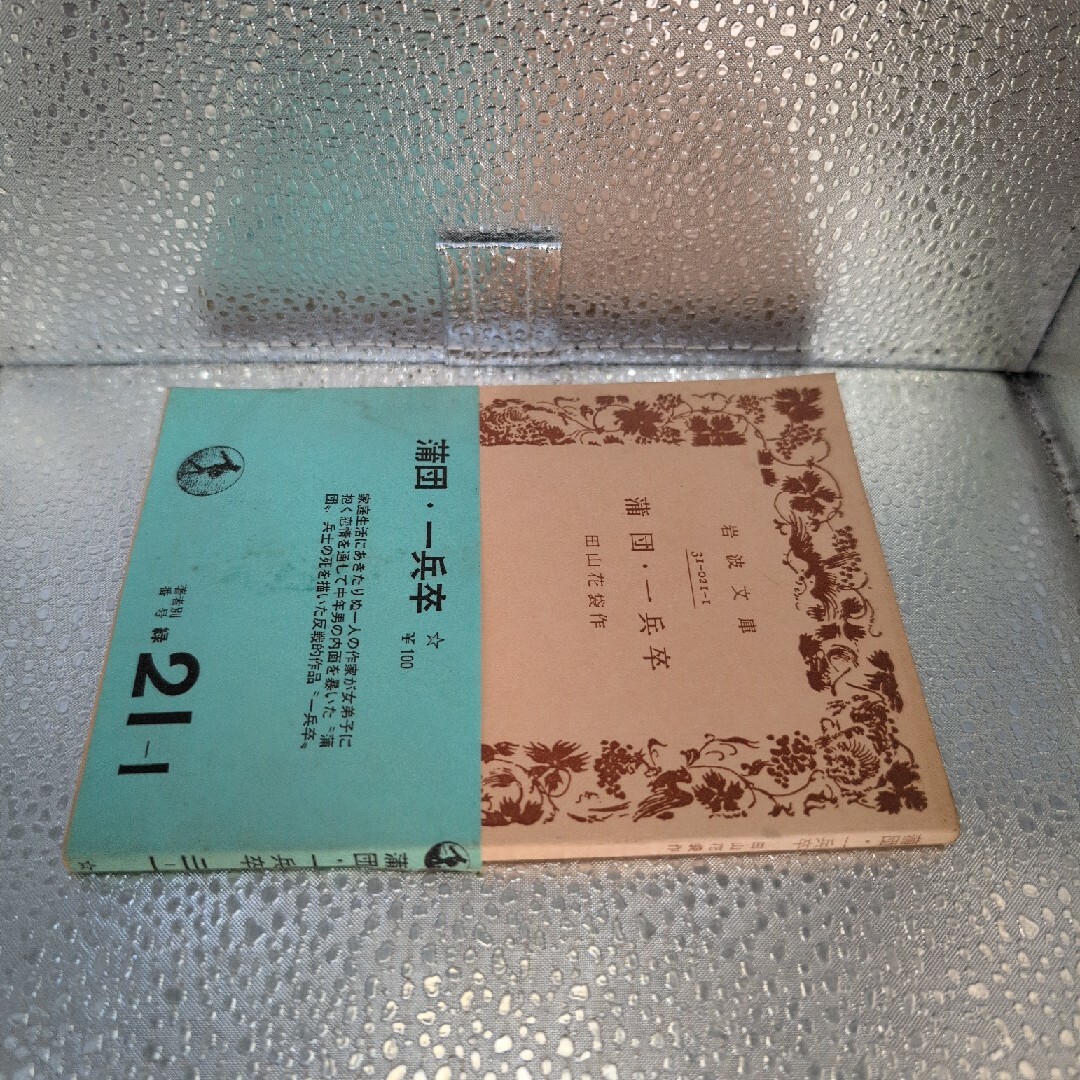 岩波文庫
31-021-1
蒲団・一兵卒
田山花袋作
蒲団・一兵卒
☆
¥100
家庭生活にあきたりぬ一人の作家が女弟子に
抱く恋情を通して中年男の内面を暴いた〝蒲
団〟。兵士の死を描いた反戦的作品〝一兵卒〟。
著者別
番号
緑
21-1
蒲団・一兵卒
田山花袋作
蒲団・一兵卒
☆